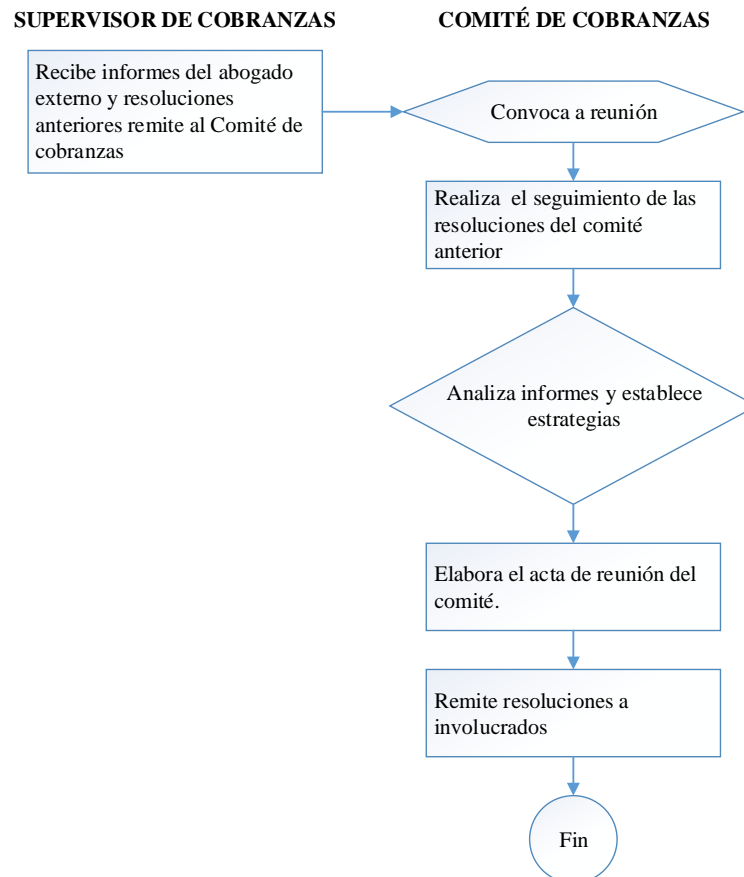 SUPERVISOR DE COBRANZAS
COMITÉ DE COBRANZAS
Recibe informes del abogado
externo y resoluciones
anteriores remite al Comité de
cobranzas
Convoca a reunión
Realiza  el seguimiento de las
resoluciones del comité
anterior
Analiza informes y establece
estrategias
Elabora el acta de reunión del
comité.
Remite resoluciones a
involucrados
Fin